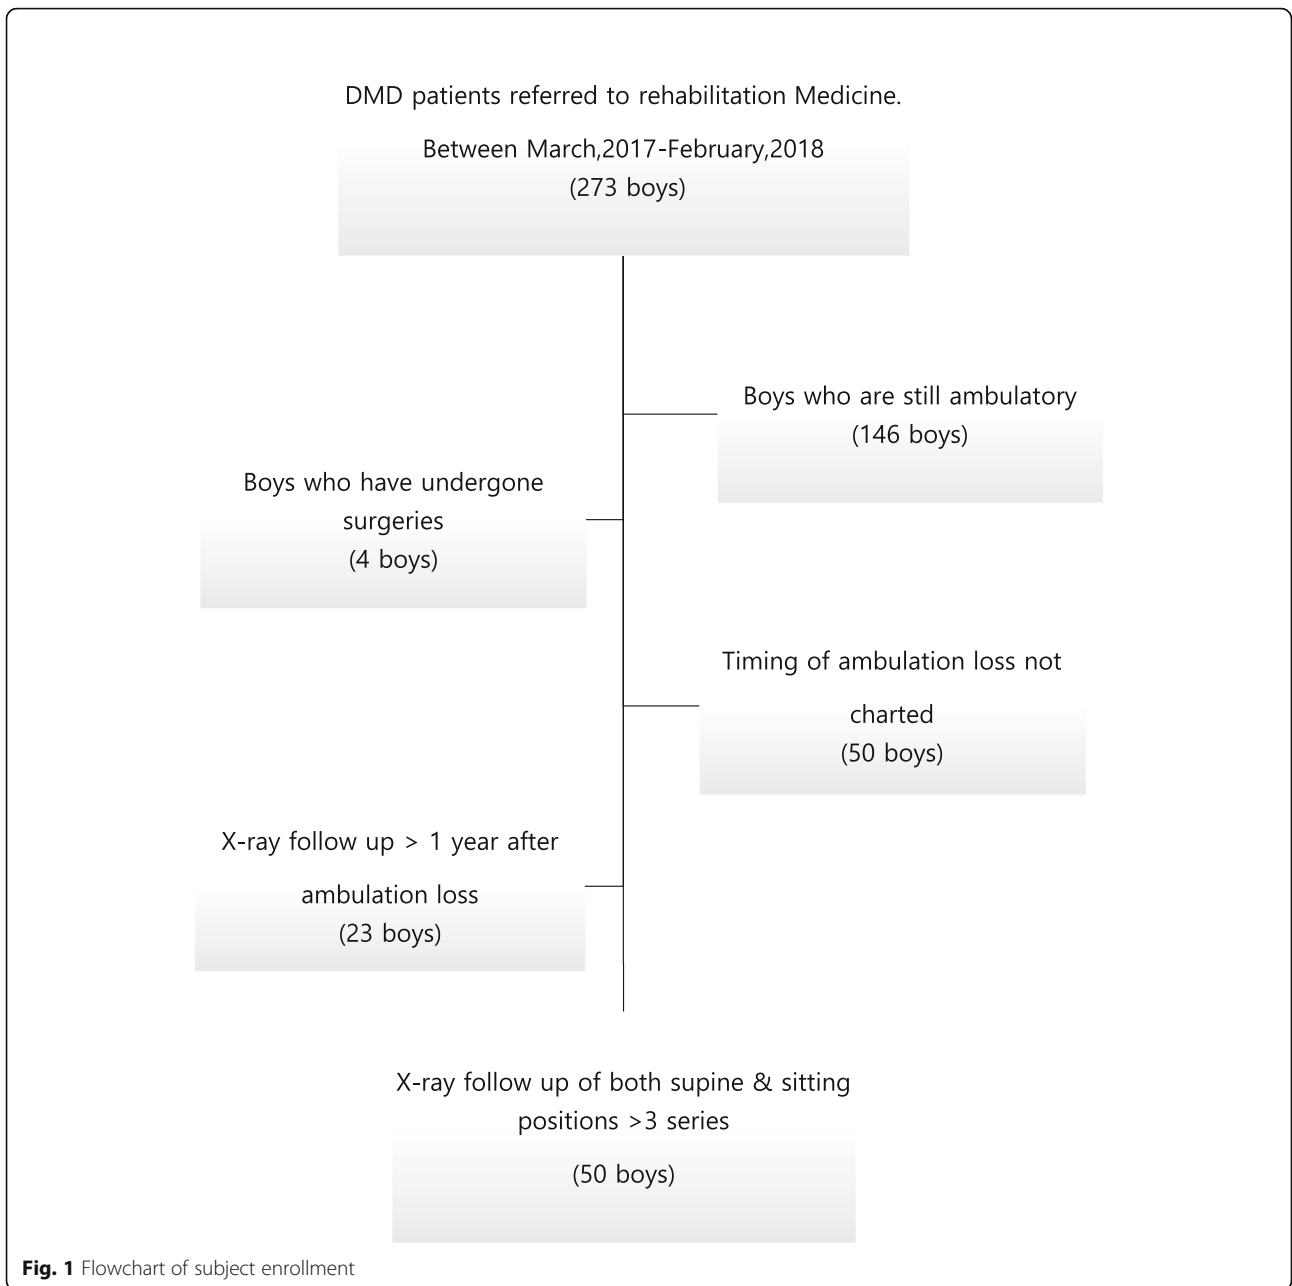 DMD patients referred to rehabilitation Medicine.
Between March,2017-February,2018
(273 boys)
Boys who are still ambulatory
(146 boys)
Boys who have undergone
surgeries
(4 boys)
Timing of ambulation loss not
charted
(50 boys)
X-ray follow up > 1 year after
ambulation loss
(23 boys)
X-ray follow up of both supine & sitting
positions >3 series
(50 boys)
Fig. 1 Flowchart of subject enrollment